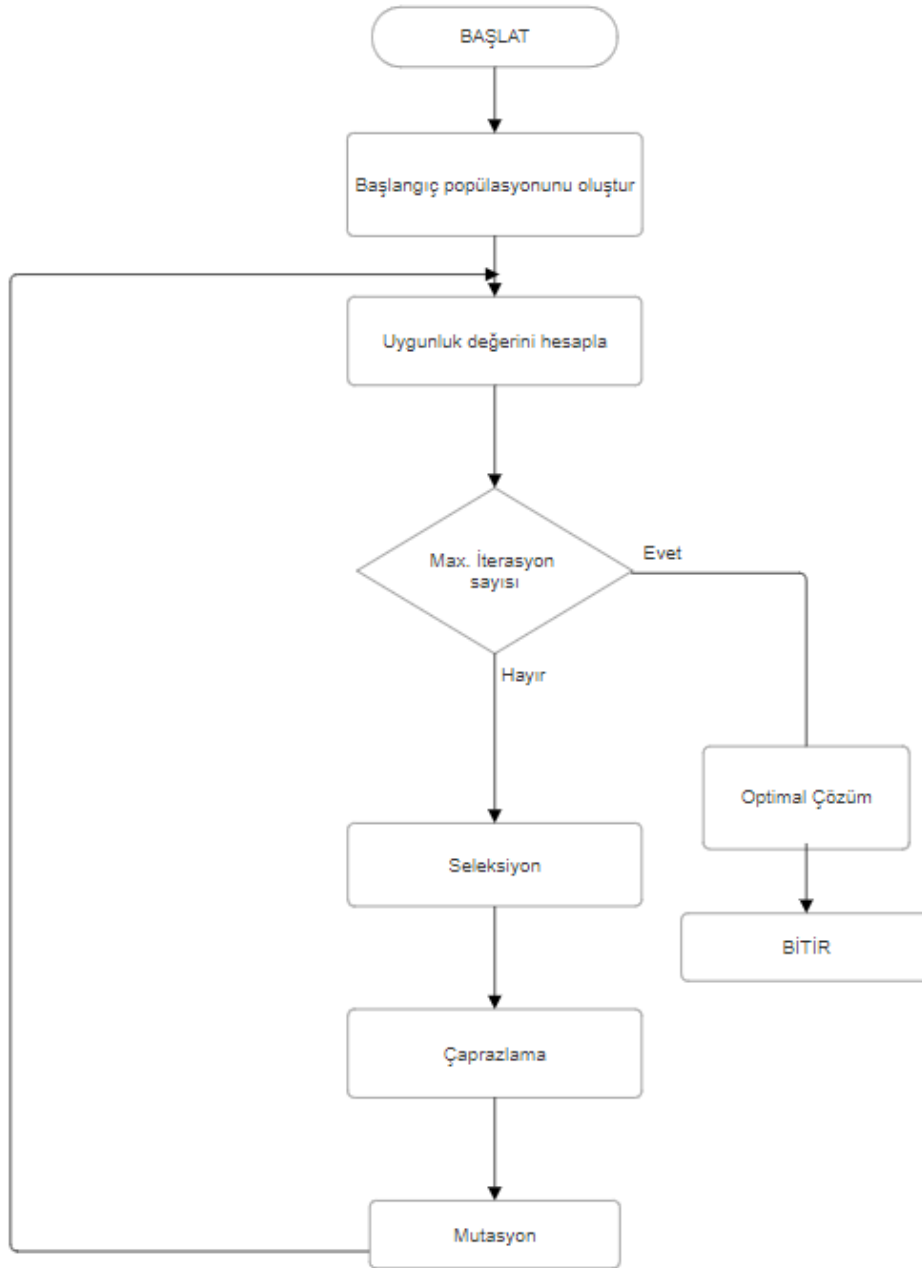 BAŞLAT
Başlangıç popülasyonunu oluştur
Uygunluk değerini hesapla
Max. İterasyon
sayısı
Evet
Hayır
Optimal Çözüm
Seleksiyon
BİTİR
Çaprazlama
Mutasyon